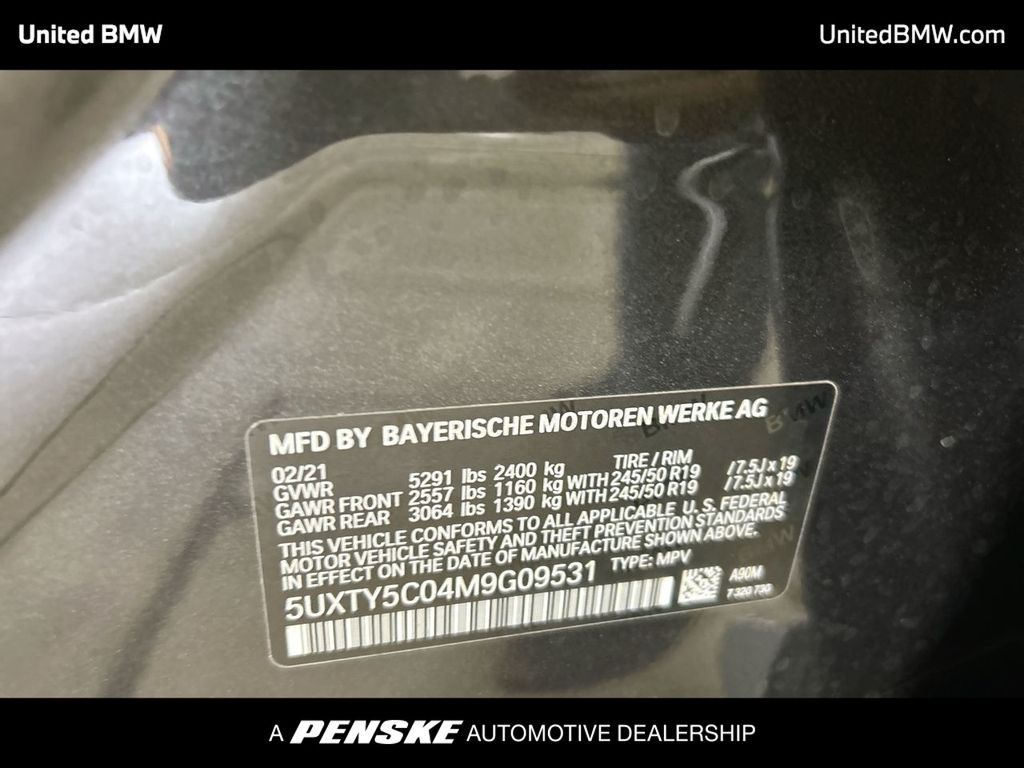 United BMW
UnitedBMW.com
MFD BY BAYERISCHE MOTOREN WERKE AG
02/21 TIRE / RIM
GVWR 5291 lbs 2400 kg
GAWR FRONT 2557 lbs 1160 kg WITH 245/50 R19 /7.5J x 19
GAWR REAR 3064 lbs 1390 kg WITH 245/50 R19 /7.5J x 19
THIS VEHICLE CONFORMS TO ALL APPLICABLE U.S. FEDERAL
MOTOR VEHICLE SAFETY AND THEFT PREVENTION STANDARDS
IN EFFECT ON THE DATE OF MANUFACTURE SHOWN ABOVE.
5UXTY5C04M9G09531 TYPE: MPV
A90M
7320730
A PENSKE AUTOMOTIVE DEALERSHIP